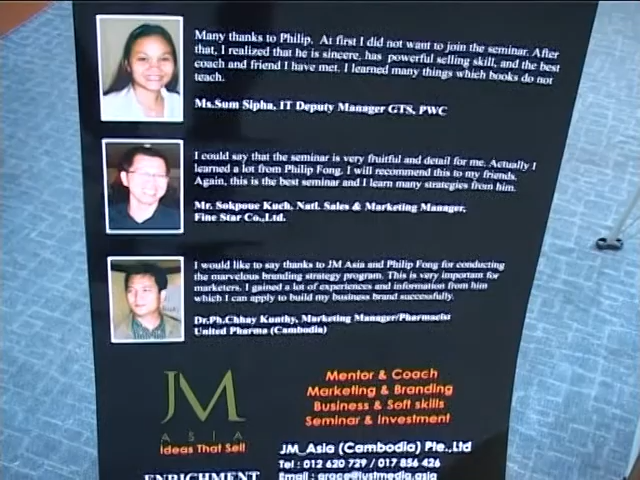 Many thanks to Philip. At first I did not want to join the seminar. After
that, I realized that he is sincere, has powerful selling skill, and the best
coach and friend I have met. I learned many things which books do not
teach.
Ms.Sum Sipha, IT Deputy Manager GTS, PWC
I could say that the seminar is very fruitful and detail for me. Actually I
learned a lot from Philip Fong. I will recommend this to my friends.
Again, this is the best seminar and I learn many strategies from him.
Mr. Sokpoue Kuch, Natl. Sales & Marketing Manager,
Fine Star Co.,Ltd.
I would like to say thanks to JM Asia and Philip Fong for conducting
the marvelous branding strategy program. This is very important for
marketers. I gained a lot of experiences and information from him
which I can apply to build my business brand successfully.
Dr.Ph.Chhay Kunthy, Marketing Manager/Pharmacist
United Pharma (Cambodia)
JM
ASIA
Ideas That Sell
Mentor & Coach
Marketing & Branding
Business & Soft skills
Seminar & Investment
JM_Asia (Cambodia) Pte.,Ltd
Tel : 012 620 729 / 017 856 426
Email : grace@justmedia.asia
ENRICHMENT